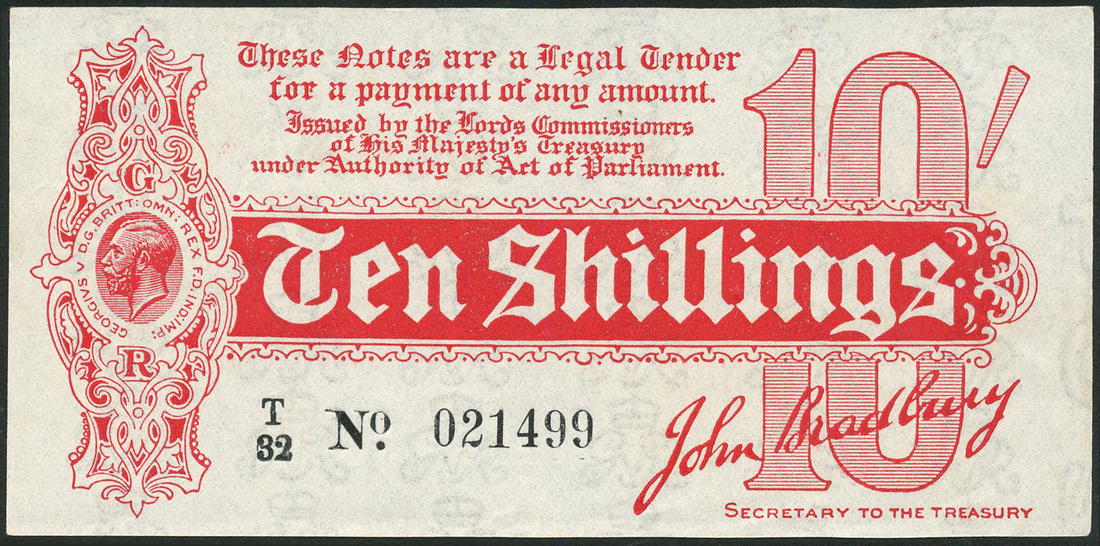 These Notes are a Legal Tender
for a payment of any amount.
Issued by the Lords Commissioners
of His Majesty's Treasury
under Authority of Act of Parliament.
10/
G
GEORGIVS V D.G.BRITT: OMN: REX F.D. IND: IMP:
R
Ten Shillings
T/32 Nº. 021499
10
John Bradbury
SECRETARY TO THE TREASURY